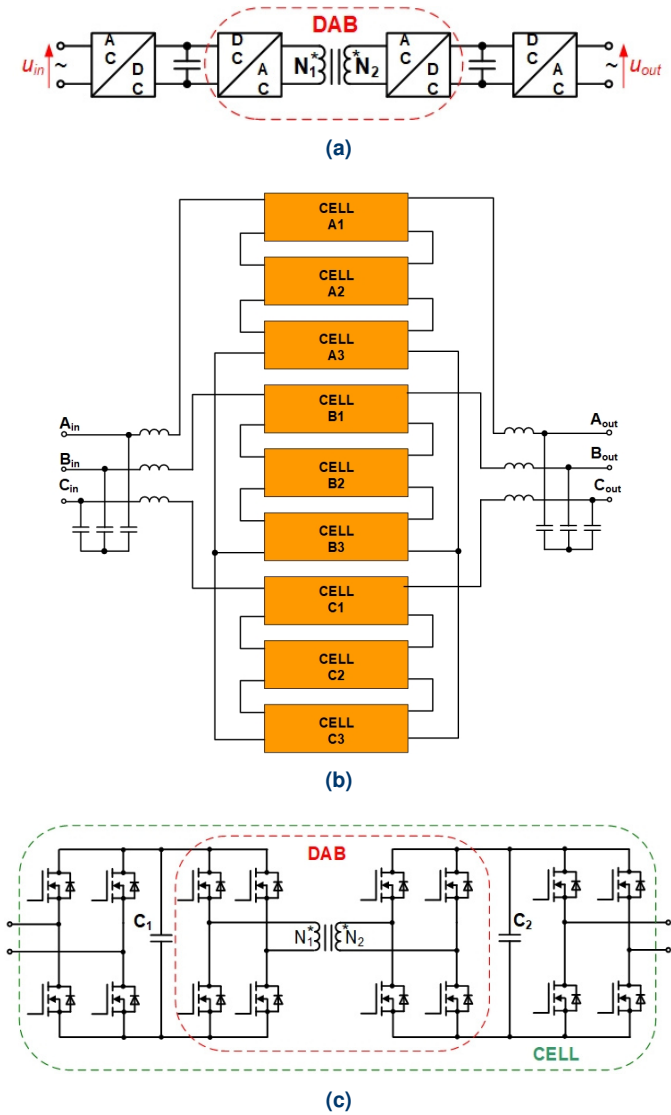 DAB
A C D C
D C A C
N1* *N2
A C D C
D C A C
uin ~
~ uout
(a)
CELL
A1
CELL
A2
CELL
A3
CELL
B1
CELL
B2
CELL
B3
CELL
C1
CELL
C2
CELL
C3
Ain
Bin
Cin
Aout
Bout
Cout
(b)
DAB
C1
N1* *N2
C2
CELL
(c)